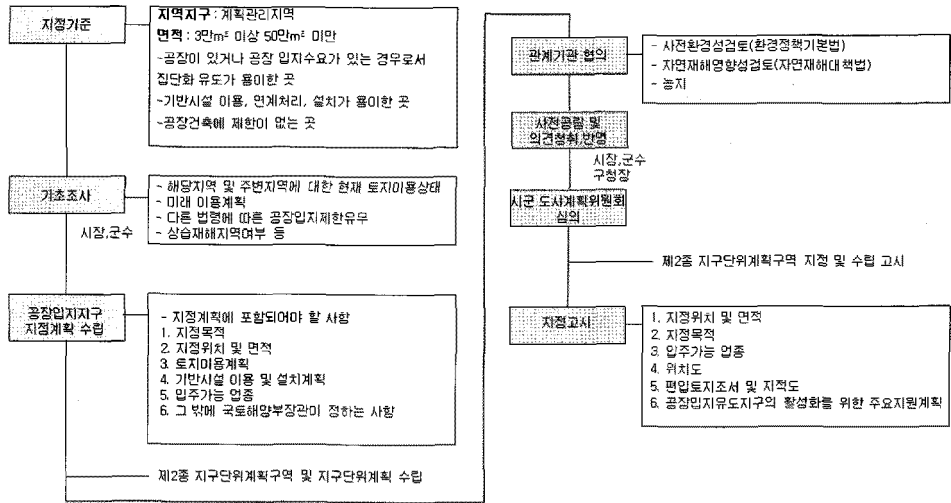 지정기준
지역지구 : 계획관리지역
면적 : 3만㎡ 이상 50만㎡ 미만
-공장이 있거나 공장 입지수요가 있는 경우로서
집단화 유도가 용이한 곳
-기반시설 이용, 연계처리, 설치가 용이한 곳
-공장건축에 제한이 없는 곳
기초조사
시장,군수
- 해당지역 및 주변지역에 대한 현재 토지이용상태
- 미래 이용계획
- 다른 법령에 따른 공장입지제한유무
- 상습재해지역여부 등
공장입지지구
지정계획 수립
- 지정계획에 포함되어야 할 사항
1. 지정목적
2. 지정위치 및 면적
3. 토지이용계획
4. 기반시설 이용 및 설치계획
5. 입주가능 업종
6. 그 밖에 국토해양부장관이 정하는 사항
제2종 지구단위계획구역 및 지구단위계획 수립
관계기관 협의
- 사전환경성검토(환경정책기본법)
- 자연재해영향성검토(자연재해대책법)
- 농지
사전공람 및
의견청취,반영
시장,군수
구청장
시군 도시계획위원회
심의
제2종 지구단위계획구역 지정 및 수립 고시
지정고시
1. 지정위치 및 면적
2. 지정목적
3. 입주가능 업종
4. 위치도
5. 편입토지조서 및 지적도
6. 공장입지유도지구의 활성화를 위한 주요지원계획